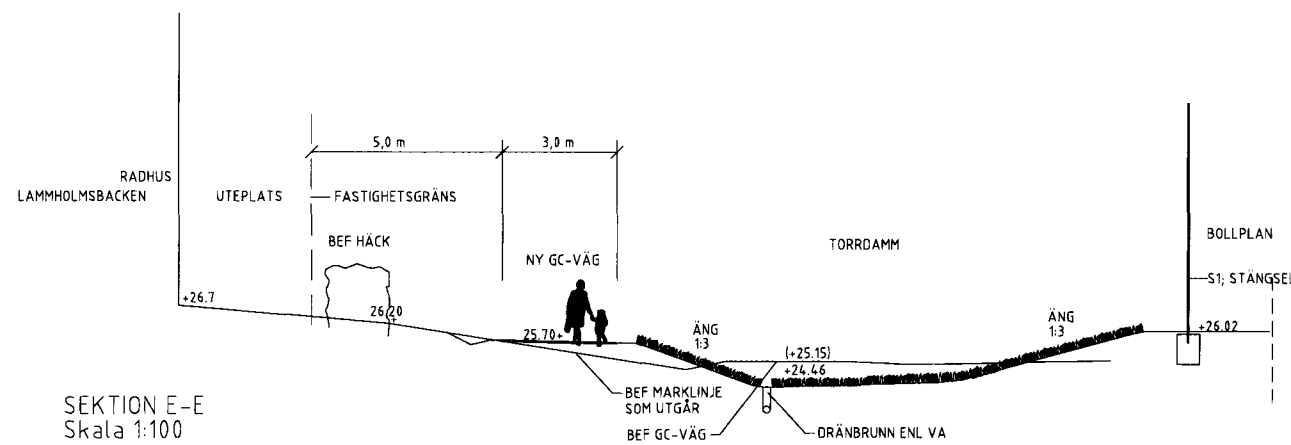 5,0 m
3,0 m
RADHUS
LAMMHOLMSBACKEN
UTEPLATS
FASTIGHETSGRÄNS
BEF HÄCK
NY GC-VÄG
TORRDAMM
BOLLPLAN
S1; STÄNGSEL
+26.7
26.20
+
25.70+
ÄNG
1:3
ÄNG
1:3
+26.02
(+25.15)
+24.46
BEF MARKLINJE
SOM UTGÅR
BEF GC-VÄG
DRÄNBRUNN ENL VA
SEKTION E-E
Skala 1:100